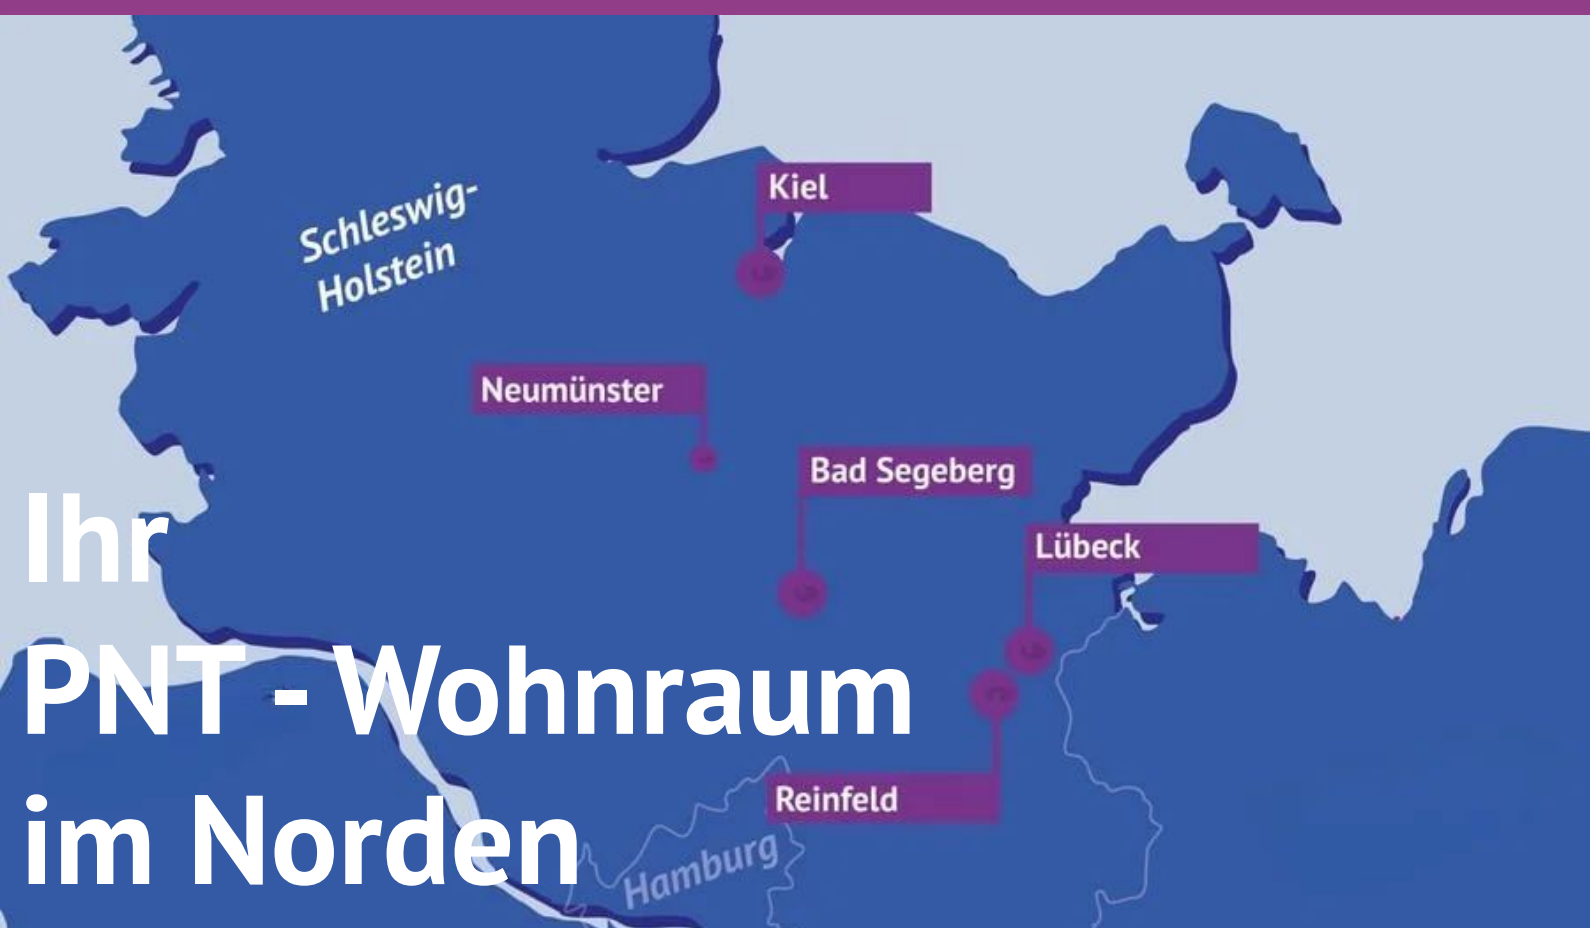 Schleswig-
Holstein
Kiel
Neumünster
Bad Segeberg
Lübeck
Reinfeld
Hamburg
Ihr
PNT - Wohnraum
im Norden